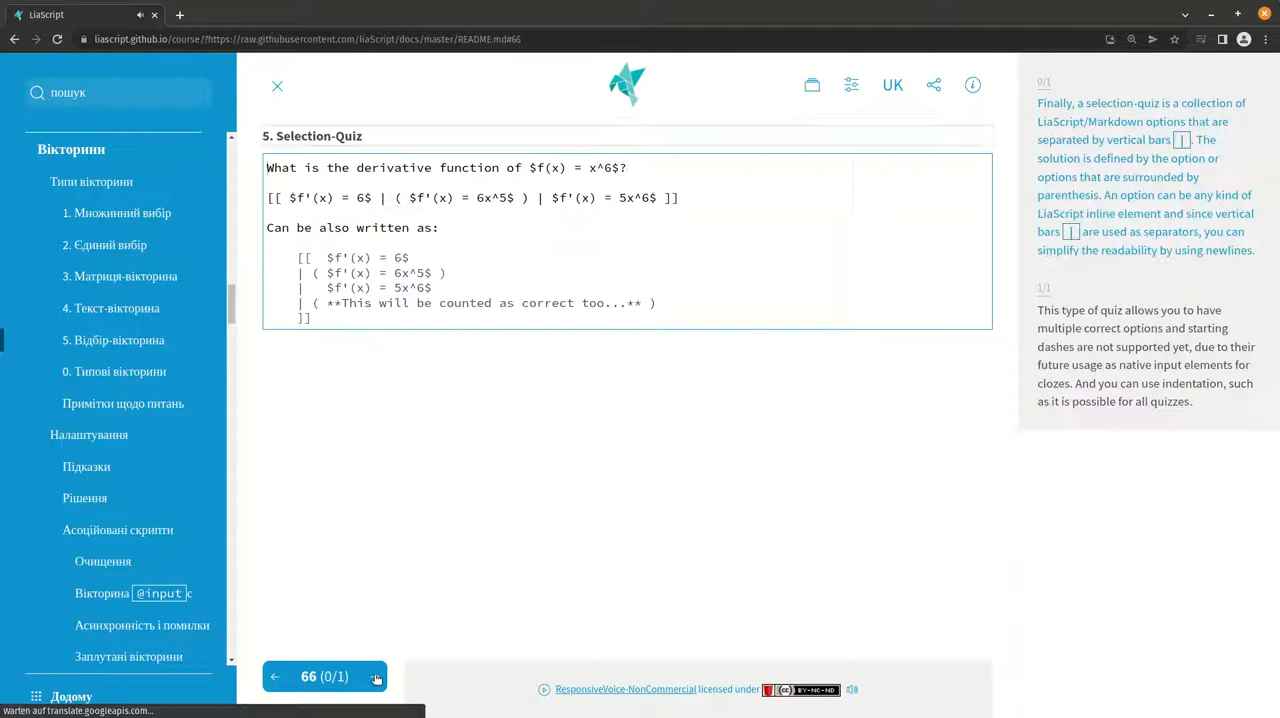 LiaScript
liascript.github.io/course/?https://raw.githubusercontent.com/liaScript/docs/master/README.md#66
пошук
Вікторини
Типи вікторини
1. Множинний вибір
2. Єдиний вибір
3. Матриця-вікторина
4. Текст-вікторина
5. Відбір-вікторина
0. Типові вікторини
Примітки щодо питань
Налаштування
Підказки
Рішення
Асоційовані скрипти
Очищення
Вікторина @input с
Асинхронність і помилки
Заплутані вікторини
Додому
Warten auf translate.googleapis.com...
UK
5. Selection-Quiz
What is the derivative function of $f(x) = x^6$?
[[ $f'(x) = 6$ | ( $f'(x) = 6x^5$ ) | $f'(x) = 5x^6$ ]]
Can be also written as:
[[ $f'(x) = 6$
| ( $f'(x) = 6x^5$ )
| $f'(x) = 5x^6$
| ( **This will be counted as correct too...** )
]]
66 (0/1)
ResponsiveVoice-NonCommercial licensed under
cc BY-NC-ND
0/1
Finally, a selection-quiz is a collection of
LiaScript/Markdown options that are
separated by vertical bars |. The
solution is defined by the option or
options that are surrounded by
parenthesis. An option can be any kind of
LiaScript inline element and since vertical
bars | are used as separators, you can
simplify the readability by using newlines.
1/1
This type of quiz allows you to have
multiple correct options and starting
dashes are not supported yet, due to their
future usage as native input elements for
clozes. And you can use indentation, such
as it is possible for all quizzes.